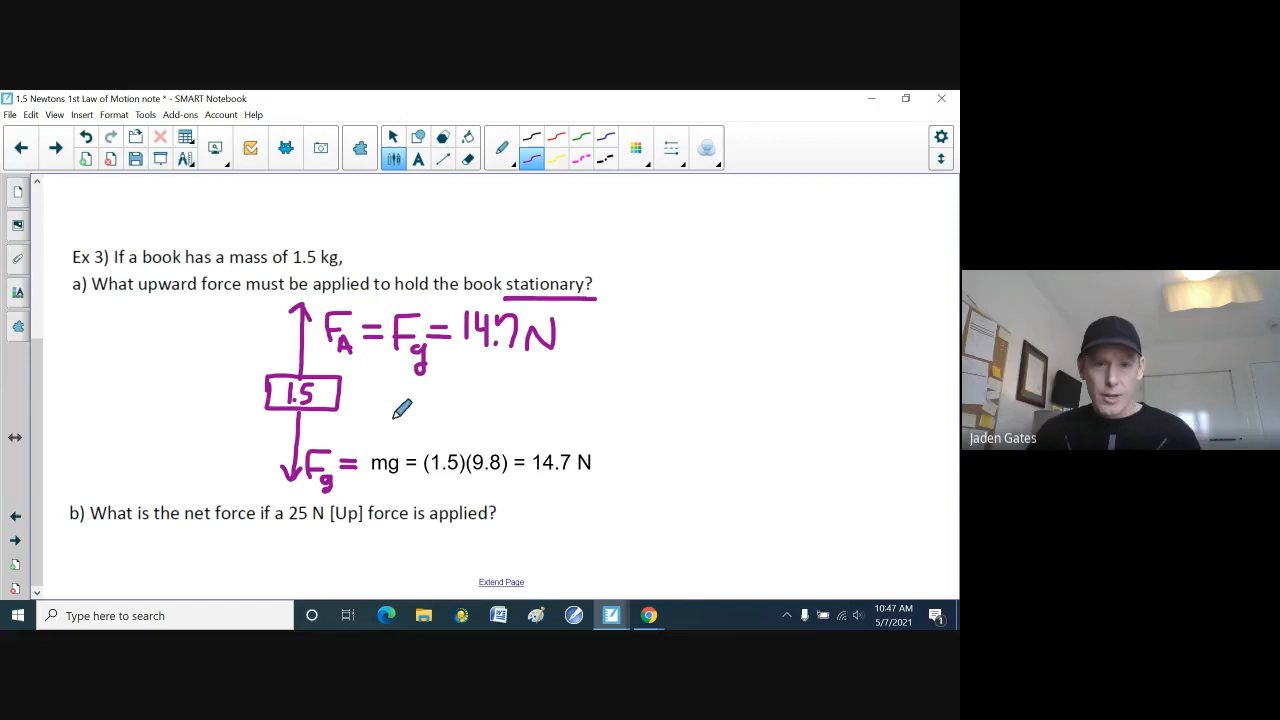 1.5 Newtons 1st Law of Motion note * - SMART Notebook
File Edit View Insert Format Tools Add-ons Account Help
Ex 3) If a book has a mass of 1.5 kg,
a) What upward force must be applied to hold the book stationary?
FA = Fg = 14.7 N
1.5
Fg = mg = (1.5)(9.8) = 14.7 N
b) What is the net force if a 25 N [Up] force is applied?
Extend Page
Jaden Gates
Type here to search
10:47 AM
5/7/2021
1